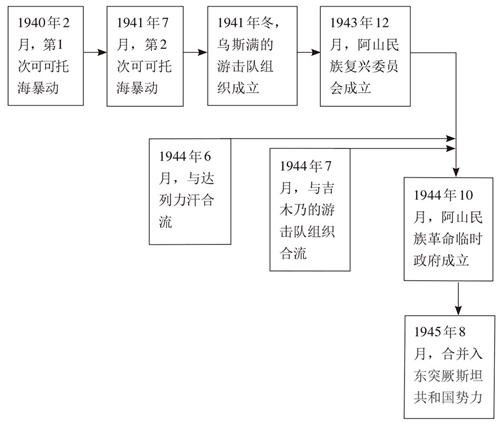 1940年2
月，第1
次可可托
海暴动
1941年7
月，第2
次可可托
海暴动
1941年冬，
乌斯满的
游击队组
织成立
1943年12
月，阿山民
族复兴委员
会成立
1944年6
月，与达
列力汗合
流
1944年7
月，与吉
木乃的游
击队组织
合流
1944年10
月，阿山民
族革命临时
政府成立
1945年8
月，合并入
东突厥斯坦
共和国势力